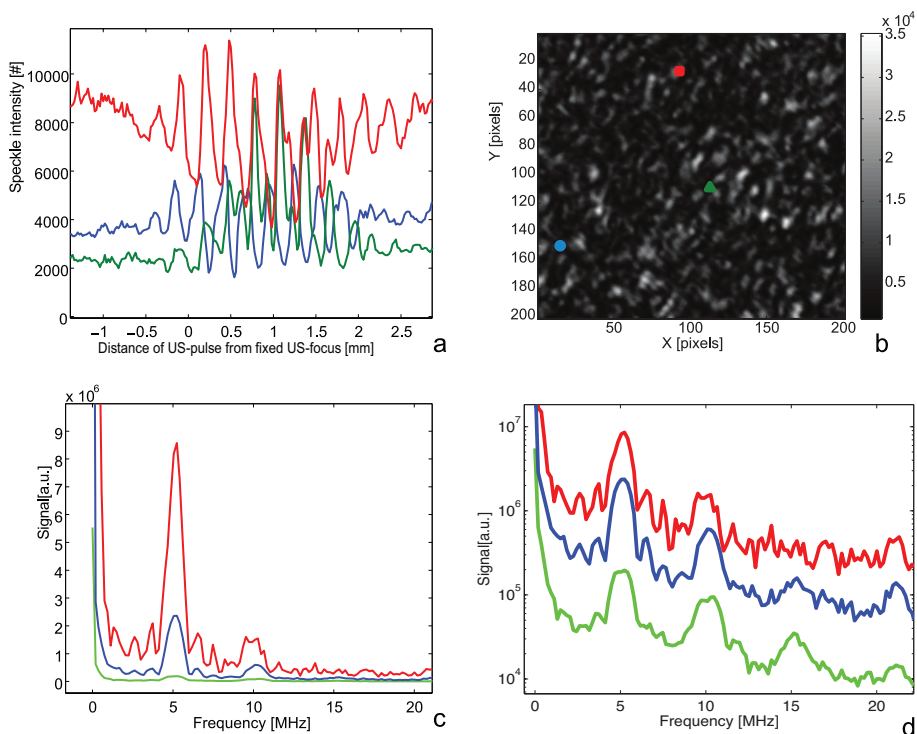 Speckle intensity [#]
10000
8000
6000
4000
2000
0
−1 −0.5 0 0.5 1 1.5 2 2.5
Distance of US-pulse from fixed US-focus [mm]
a
Y [pixels]
20
40
60
80
100
120
140
160
180
200
50 100 150 200
X [pixels]
x 10^4
3.5
3
2.5
2
1.5
1
0.5
b
x 10^6
Signal[a.u.]
9
8
7
6
5
4
3
2
1
0
0 5 10 15 20
Frequency [MHz]
c
Signal[a.u.]
10^7
10^6
10^5
10^4
0 5 10 15 20
Frequency [MHz]
d